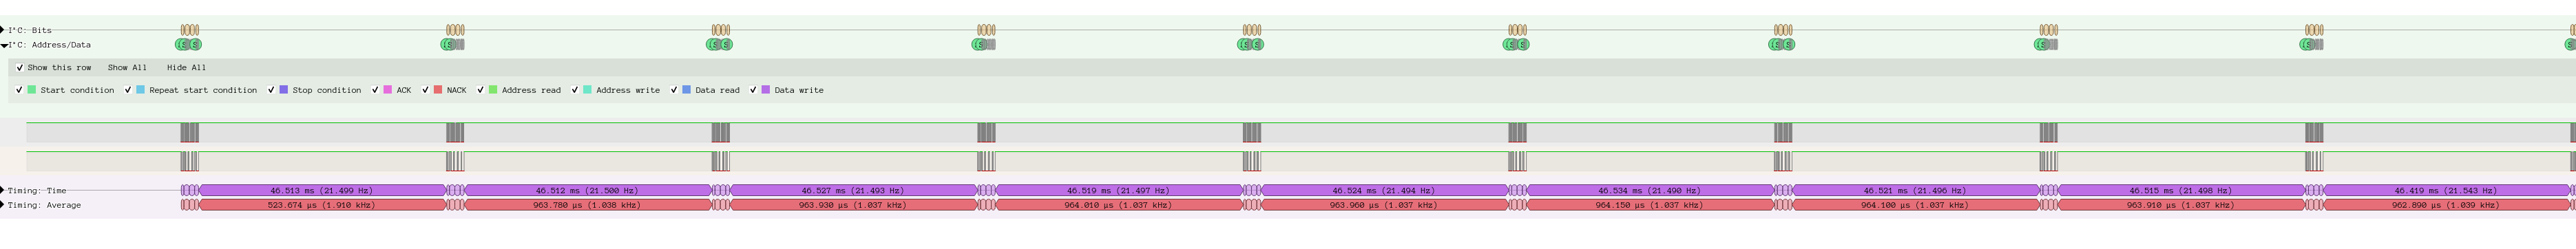 I²C: Bits
I²C: Address/Data
Show this row Show All Hide All
Start condition Repeat start condition Stop condition ACK NACK Address read Address write Data read Data write
Timing: Time 46.513 ms (21.499 Hz) 46.512 ms (21.500 Hz) 46.527 ms (21.493 Hz) 46.519 ms (21.497 Hz) 46.524 ms (21.494 Hz) 46.534 ms (21.490 Hz) 46.521 ms (21.496 Hz) 46.515 ms (21.498 Hz) 46.419 ms (21.543 Hz)
Timing: Average 523.674 μs (1.910 kHz) 963.780 μs (1.038 kHz) 963.930 μs (1.037 kHz) 964.010 μs (1.037 kHz) 963.960 μs (1.037 kHz) 964.150 μs (1.037 kHz) 964.100 μs (1.037 kHz) 963.910 μs (1.037 kHz) 962.890 μs (1.039 kHz)